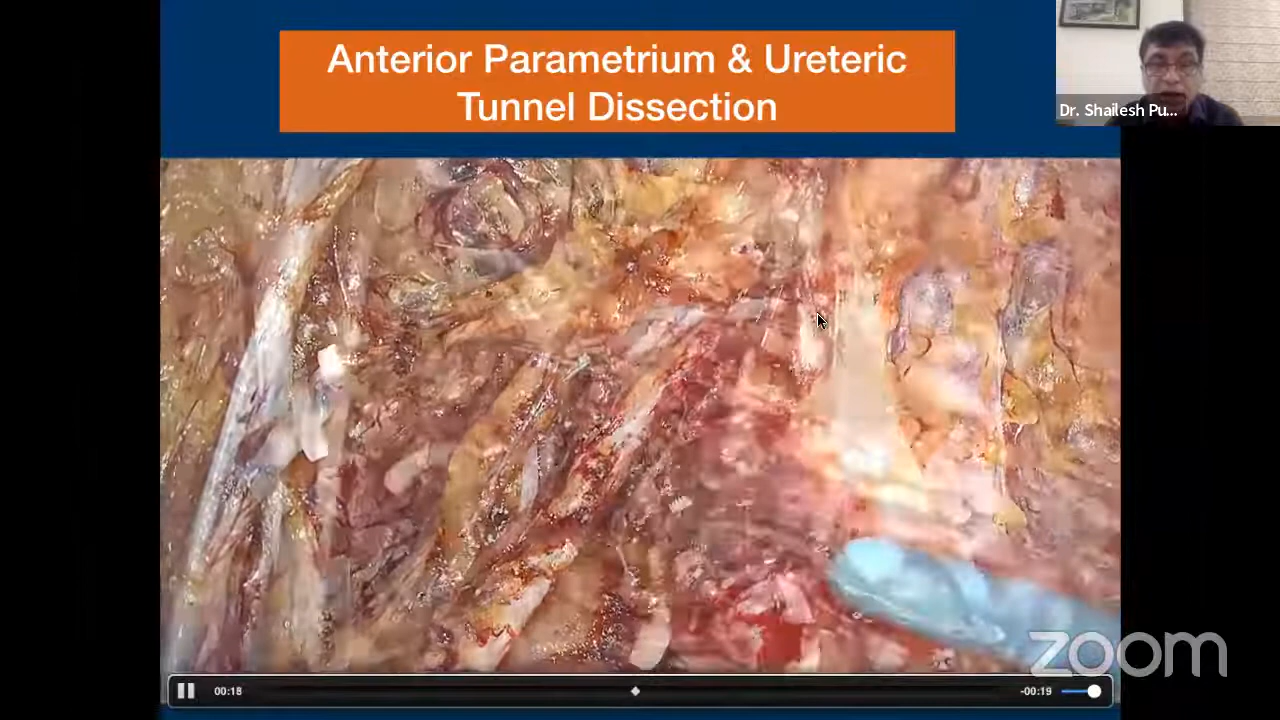 Anterior Parametrium & Ureteric
Tunnel Dissection
Dr. Shailesh Pu...
00:18
-00:19
zoom